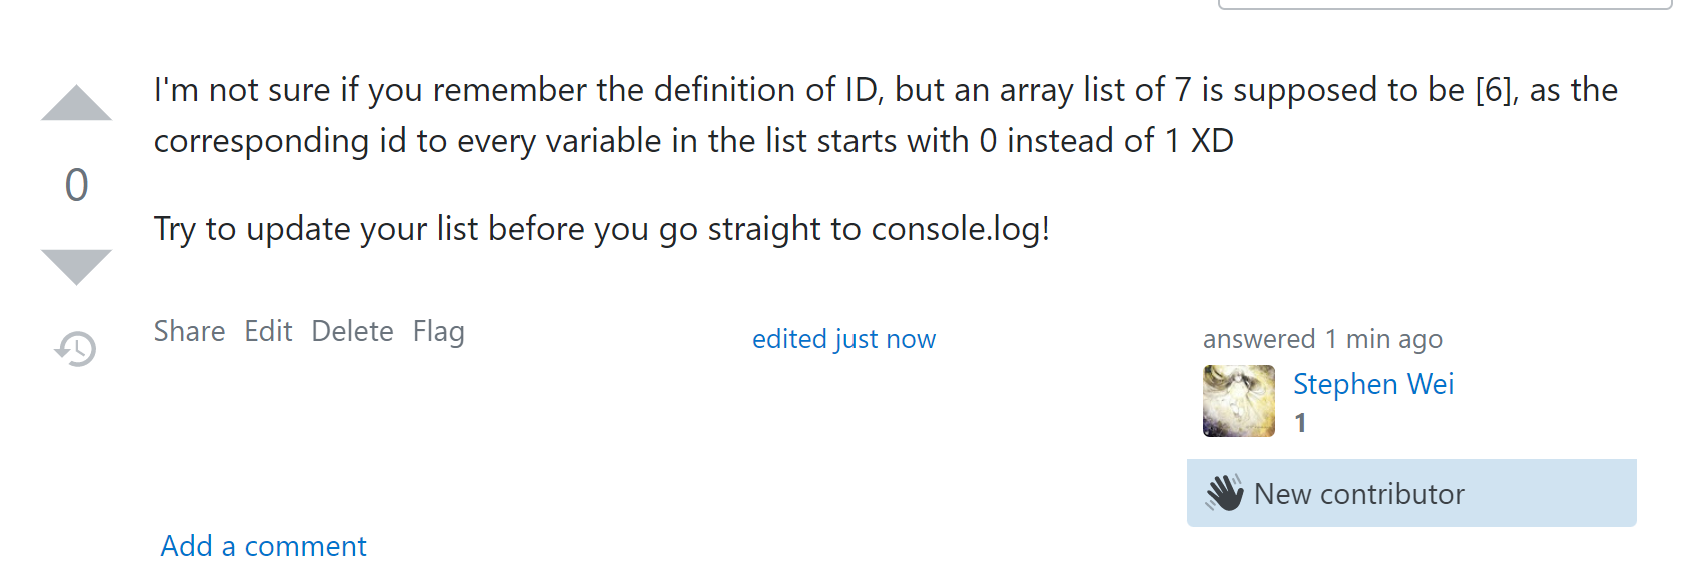 I'm not sure if you remember the definition of ID, but an array list of 7 is supposed to be [6], as the
corresponding id to every variable in the list starts with 0 instead of 1 XD
0
Try to update your list before you go straight to console.log!
Share Edit Delete Flag
edited just now
answered 1 min ago
Stephen Wei
1
New contributor
Add a comment